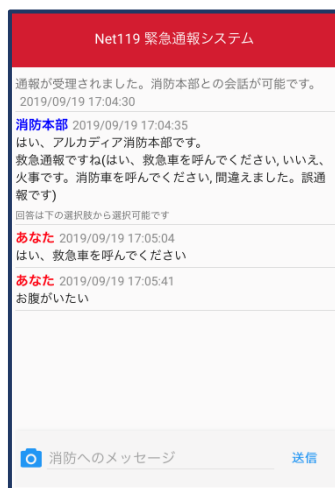 Net119 緊急通報システム
通報が受理されました。消防本部との会話が可能です。
2019/09/19 17:04:30
消防本部 2019/09/19 17:04:35
はい、アルカディア消防本部です。
救急通報ですね(はい、救急車を呼んでください, いいえ、
火事です。消防車を呼んでください, 間違えました。誤通
報です)
回答は下の選択肢から選択可能です
あなた 2019/09/19 17:05:04
はい、救急車を呼んでください
あなた 2019/09/19 17:05:41
お腹がいたい
消防へのメッセージ 送信